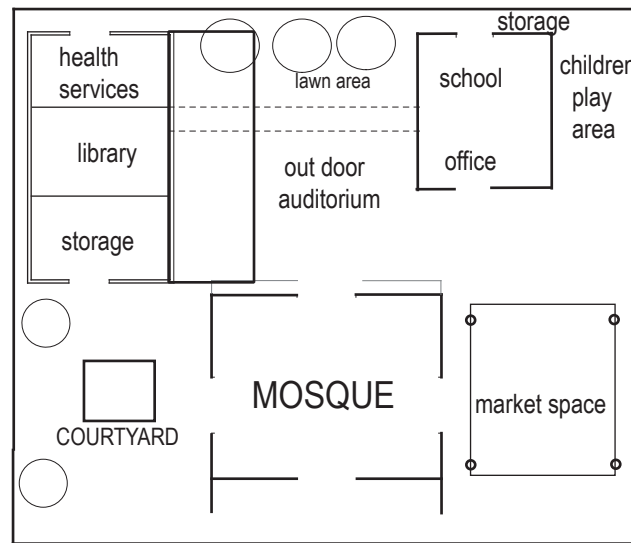 storage
health
services
lawn area
school
children
play
area
library
out door
auditorium
office
storage
MOSQUE
market space
COURTYARD